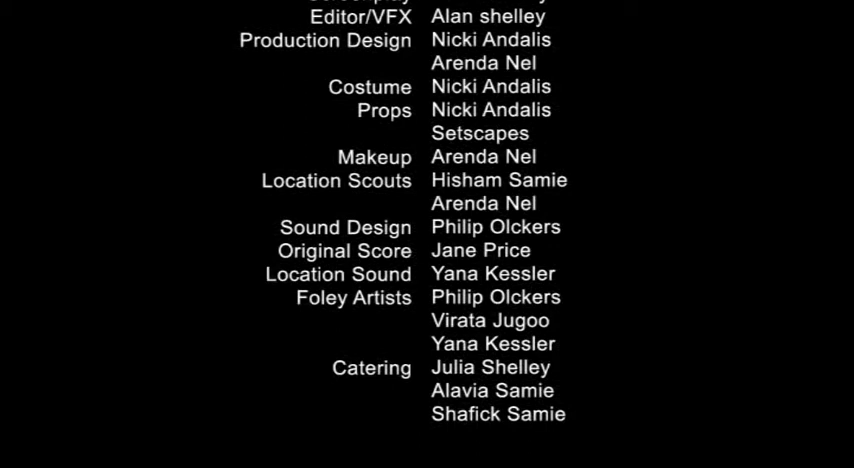 Editor/VFX Alan shelley
Production Design Nicki Andalis
Arenda Nel
Costume Nicki Andalis
Props Nicki Andalis
Setscapes
Makeup Arenda Nel
Location Scouts Hisham Samie
Arenda Nel
Sound Design Philip Olckers
Original Score Jane Price
Location Sound Yana Kessler
Foley Artists Philip Olckers
Virata Jugoo
Yana Kessler
Catering Julia Shelley
Alavia Samie
Shafick Samie